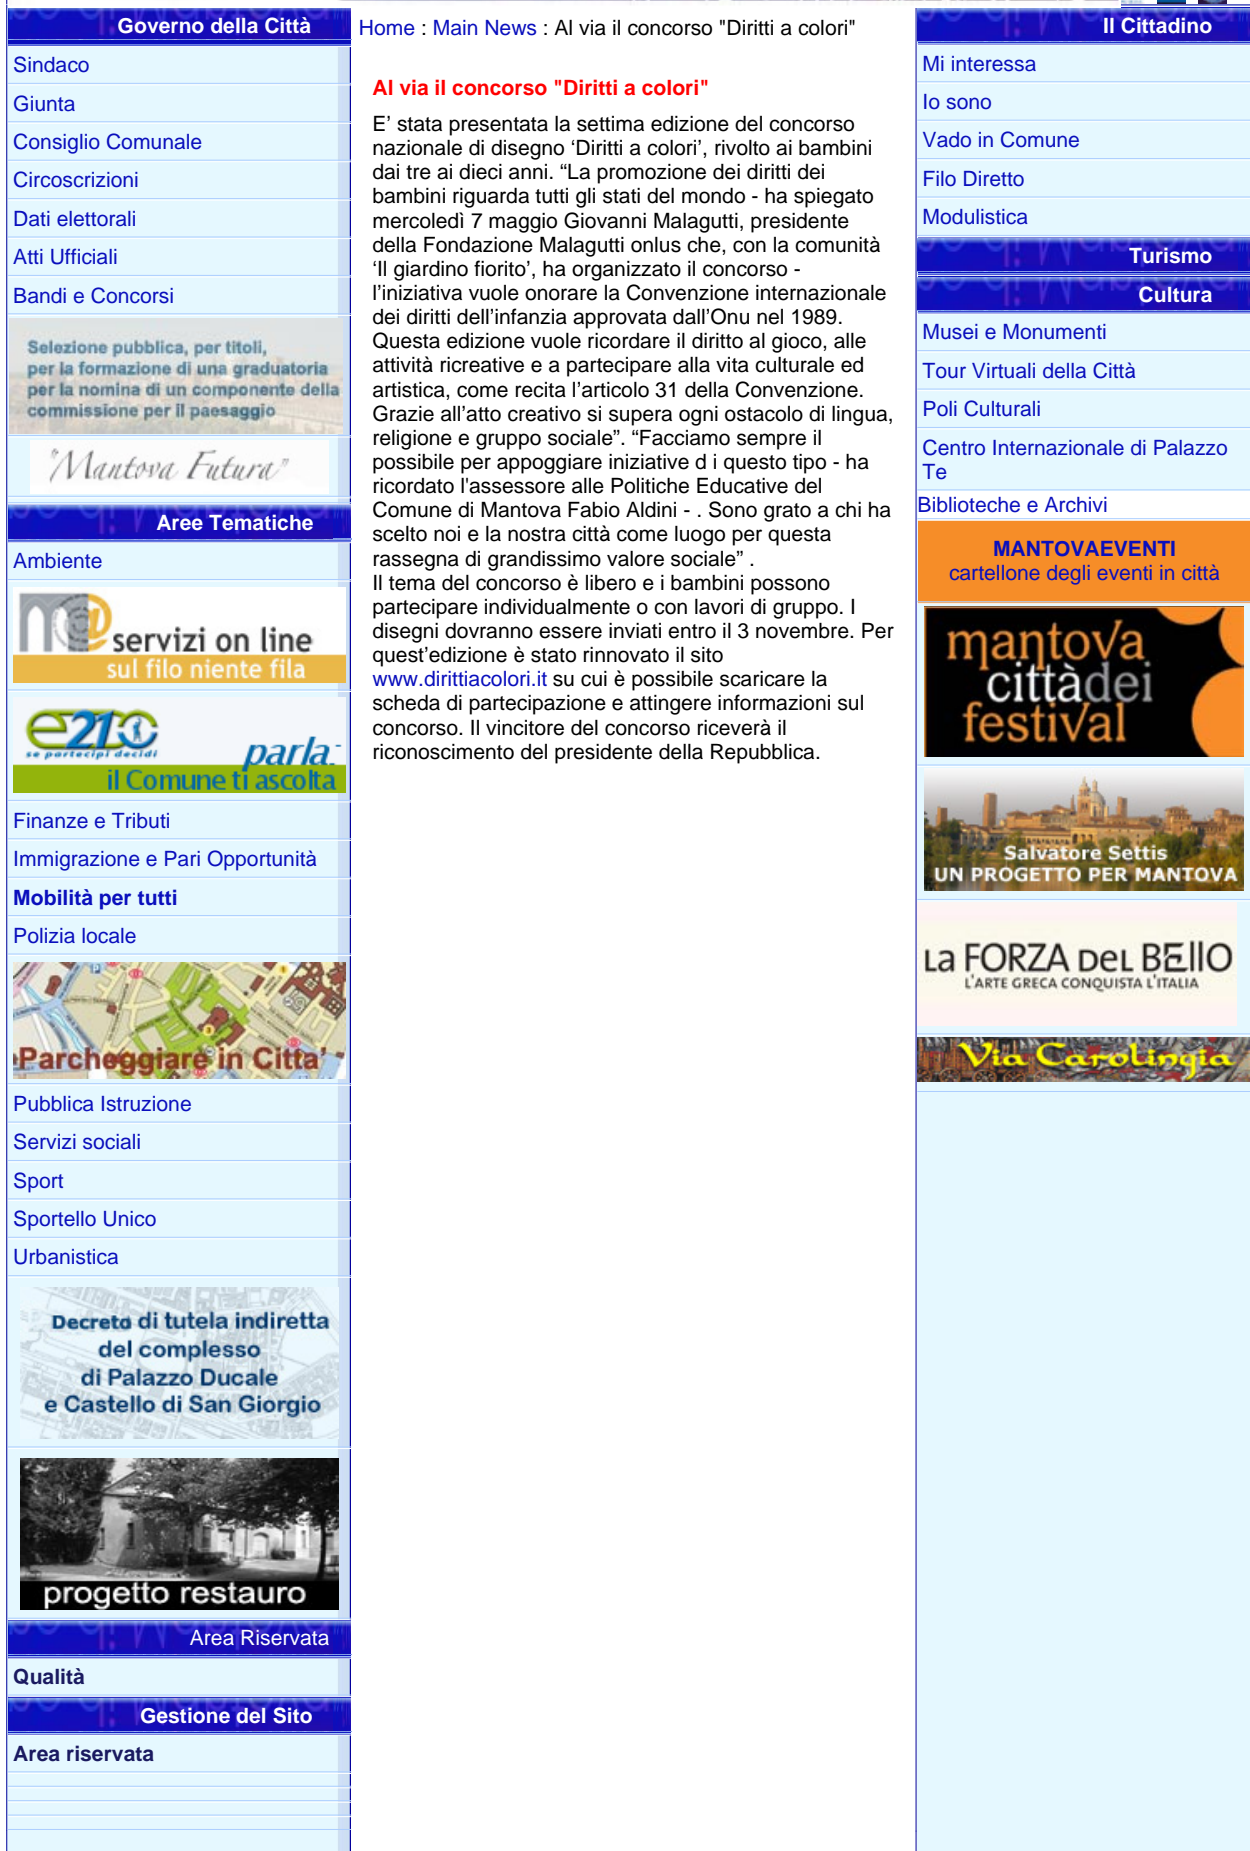 Governo della Città
Sindaco
Giunta
Consiglio Comunale
Circoscrizioni
Dati elettorali
Atti Ufficiali
Bandi e Concorsi
Selezione pubblica, per titoli,
per la formazione di una graduatoria
per la nomina di un componente della
commissione per il paesaggio
"Mantova Futura"
Aree Tematiche
Ambiente
servizi on line
sul filo niente fila
e21c
se partecipi decidi
parla.
il Comune ti ascolta
Finanze e Tributi
Immigrazione e Pari Opportunità
Mobilità per tutti
Polizia locale
Parcheggiare in Citta'
Pubblica Istruzione
Servizi sociali
Sport
Sportello Unico
Urbanistica
Decreto di tutela indiretta
del complesso
di Palazzo Ducale
e Castello di San Giorgio
progetto restauro
Area Riservata
Qualità
Gestione del Sito
Area riservata
Home : Main News : Al via il concorso "Diritti a colori"
Al via il concorso "Diritti a colori"
E' stata presentata la settima edizione del concorso
nazionale di disegno ‘Diritti a colori’, rivolto ai bambini
dai tre ai dieci anni. “La promozione dei diritti dei
bambini riguarda tutti gli stati del mondo - ha spiegato
mercoledì 7 maggio Giovanni Malagutti, presidente
della Fondazione Malagutti onlus che, con la comunità
‘Il giardino fiorito’, ha organizzato il concorso -
l’iniziativa vuole onorare la Convenzione internazionale
dei diritti dell’infanzia approvata dall’Onu nel 1989.
Questa edizione vuole ricordare il diritto al gioco, alle
attività ricreative e a partecipare alla vita culturale ed
artistica, come recita l’articolo 31 della Convenzione.
Grazie all’atto creativo si supera ogni ostacolo di lingua,
religione e gruppo sociale”. “Facciamo sempre il
possibile per appoggiare iniziative d i questo tipo - ha
ricordato l'assessore alle Politiche Educative del
Comune di Mantova Fabio Aldini - . Sono grato a chi ha
scelto noi e la nostra città come luogo per questa
rassegna di grandissimo valore sociale” .
Il tema del concorso è libero e i bambini possono
partecipare individualmente o con lavori di gruppo. I
disegni dovranno essere inviati entro il 3 novembre. Per
quest’edizione è stato rinnovato il sito
www.dirittiacolori.it su cui è possibile scaricare la
scheda di partecipazione e attingere informazioni sul
concorso. Il vincitore del concorso riceverà il
riconoscimento del presidente della Repubblica.
Il Cittadino
Mi interessa
Io sono
Vado in Comune
Filo Diretto
Modulistica
Turismo
Cultura
Musei e Monumenti
Tour Virtuali della Città
Poli Culturali
Centro Internazionale di Palazzo
Te
Biblioteche e Archivi
MANTOVAEVENTI
cartellone degli eventi in città
mantova
cittàdei
festival
Salvatore Settis
UN PROGETTO PER MANTOVA
La FORZA DEL BEllO
L'ARTE GRECA CONQUISTA L'ITALIA
Via Carolingia